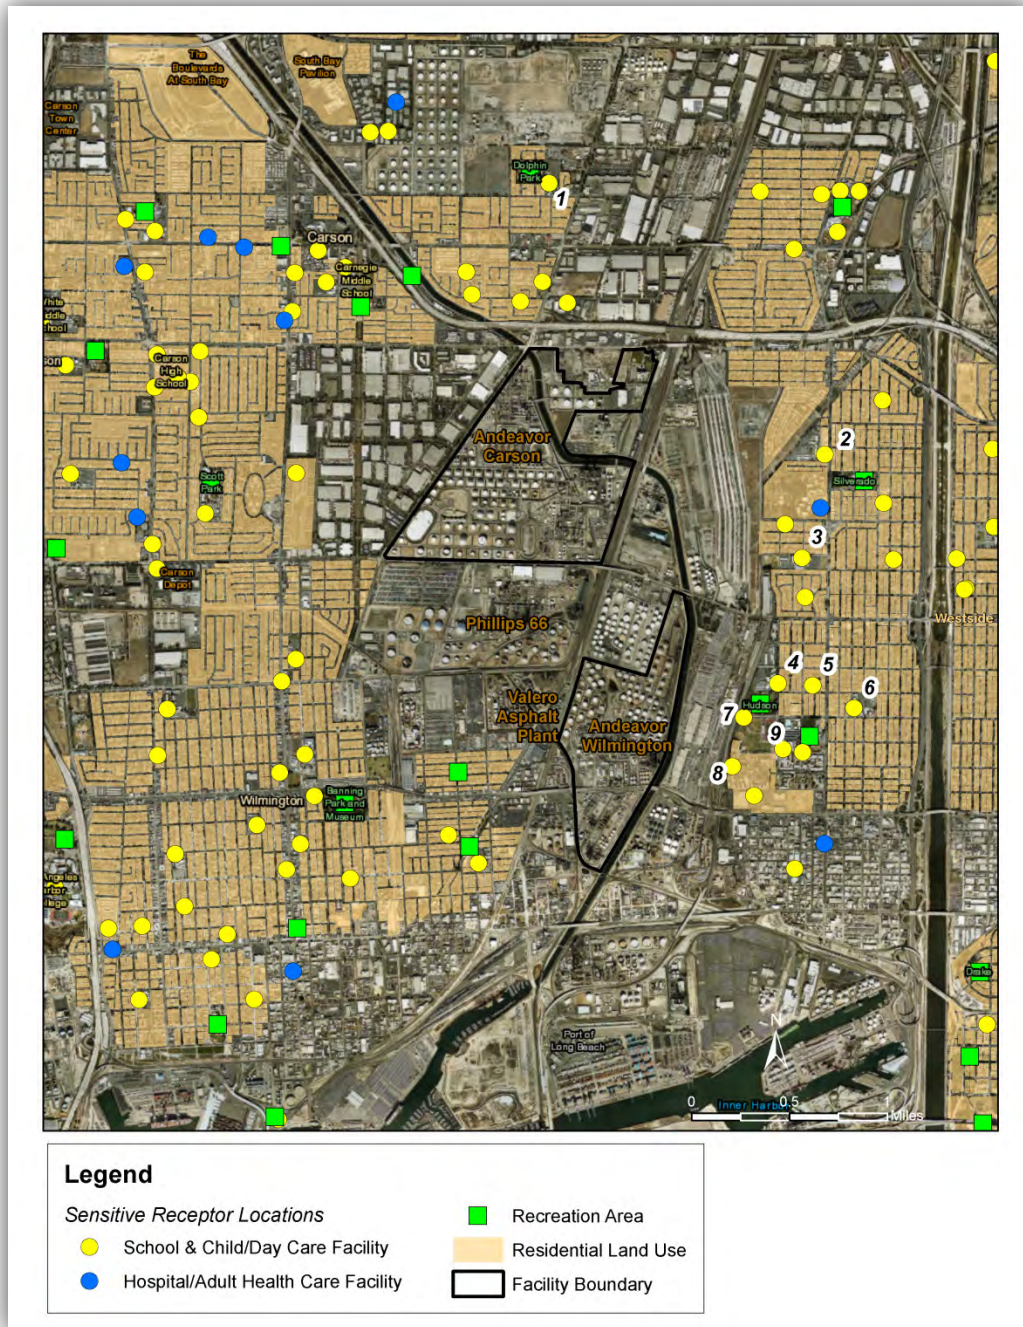 The
Boulevards
At South Bay
South Bay
Pavilion
Carson
Town
Center
Dolphin
Park
1
Carson
Carnegie
Middle
School
Carson
High
School
Andeavor
Carson
2
Silverado
Scott
Park
3
Carson
Depot
Phillips 66
Westside
4
5
6
Hudson
7
Valero
Asphalt
Plant
Andeavor
Wilmington
9
8
Wilmington
Banning
Park and
Museum
Drake
N
Port of
Long Beach
Inner Harbor
0
0.5
1
Miles
Legend
Sensitive Receptor Locations
School & Child/Day Care Facility
Hospital/Adult Health Care Facility
Recreation Area
Residential Land Use
Facility Boundary